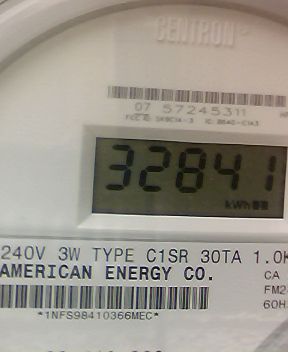 CENTRON
07 57245311
32841
kWh
240V 3W TYPE C1SR 30TA 1.0K
AMERICAN ENERGY CO.
CA
FM2
60H
*1NFS98410366MEC*